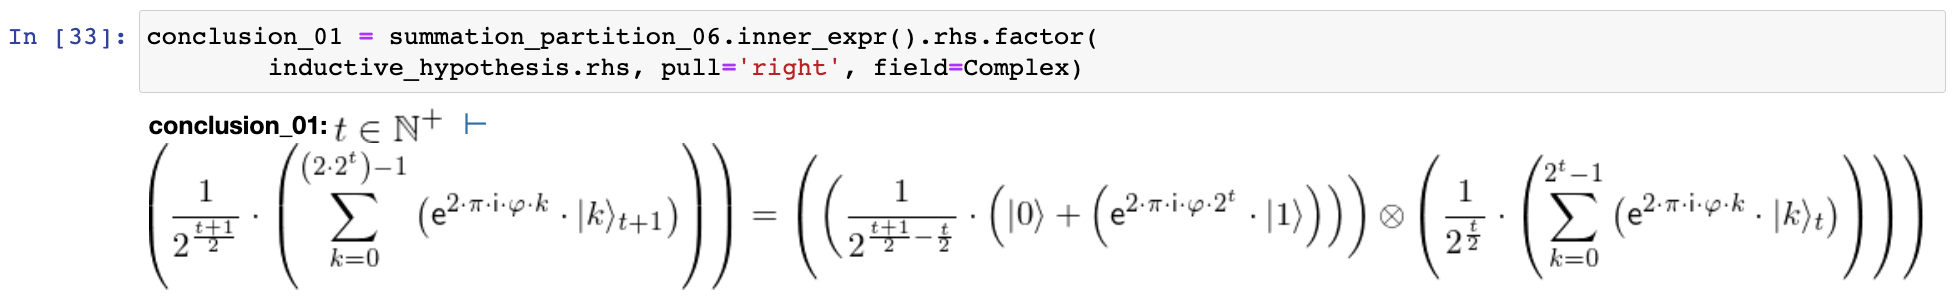 In [33]: conclusion_01 = summation_partition_06.inner_expr().rhs.factor(
inductive_hypothesis.rhs, pull='right', field=Complex)
conclusion_01: $t \in \mathbb{N}^+ \vdash$
$\left(\frac{1}{2^{\frac{t+1}{2}}} \cdot \left(\sum_{k=0}^{(2 \cdot 2^t)-1} \left(\mathsf{e}^{2 \cdot \pi \cdot \mathsf{i} \cdot \varphi \cdot k} \cdot |k\rangle_{t+1}\right)\right)\right) = \left(\left(\frac{1}{2^{\frac{t+1}{2}-\frac{t}{2}}} \cdot \left(|0\rangle + \left(\mathsf{e}^{2 \cdot \pi \cdot \mathsf{i} \cdot \varphi \cdot 2^t} \cdot |1\rangle\right)\right)\right) \otimes \left(\frac{1}{2^{\frac{t}{2}}} \cdot \left(\sum_{k=0}^{2^t-1} \left(\mathsf{e}^{2 \cdot \pi \cdot \mathsf{i} \cdot \varphi \cdot k} \cdot |k\rangle_t\right)\right)\right)\right)$